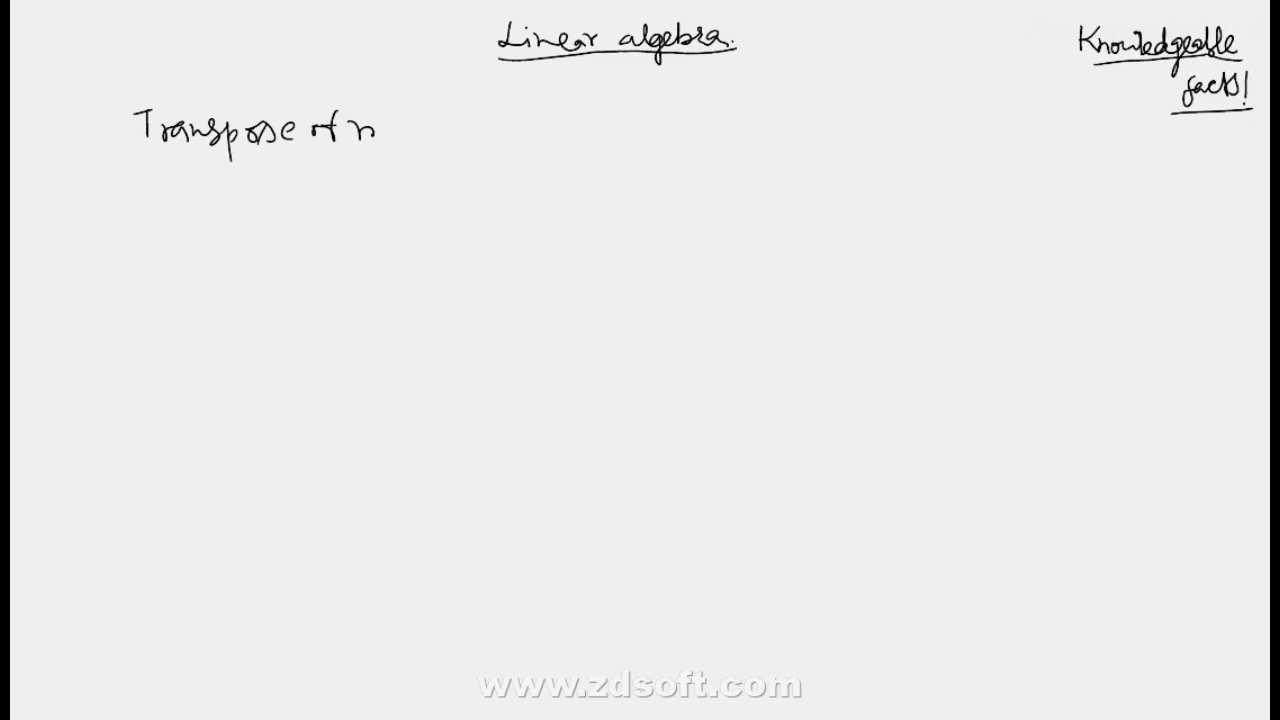 Linear algebra.
Knowledgeable
facts!
Transpose of n
www.zdsoft.com